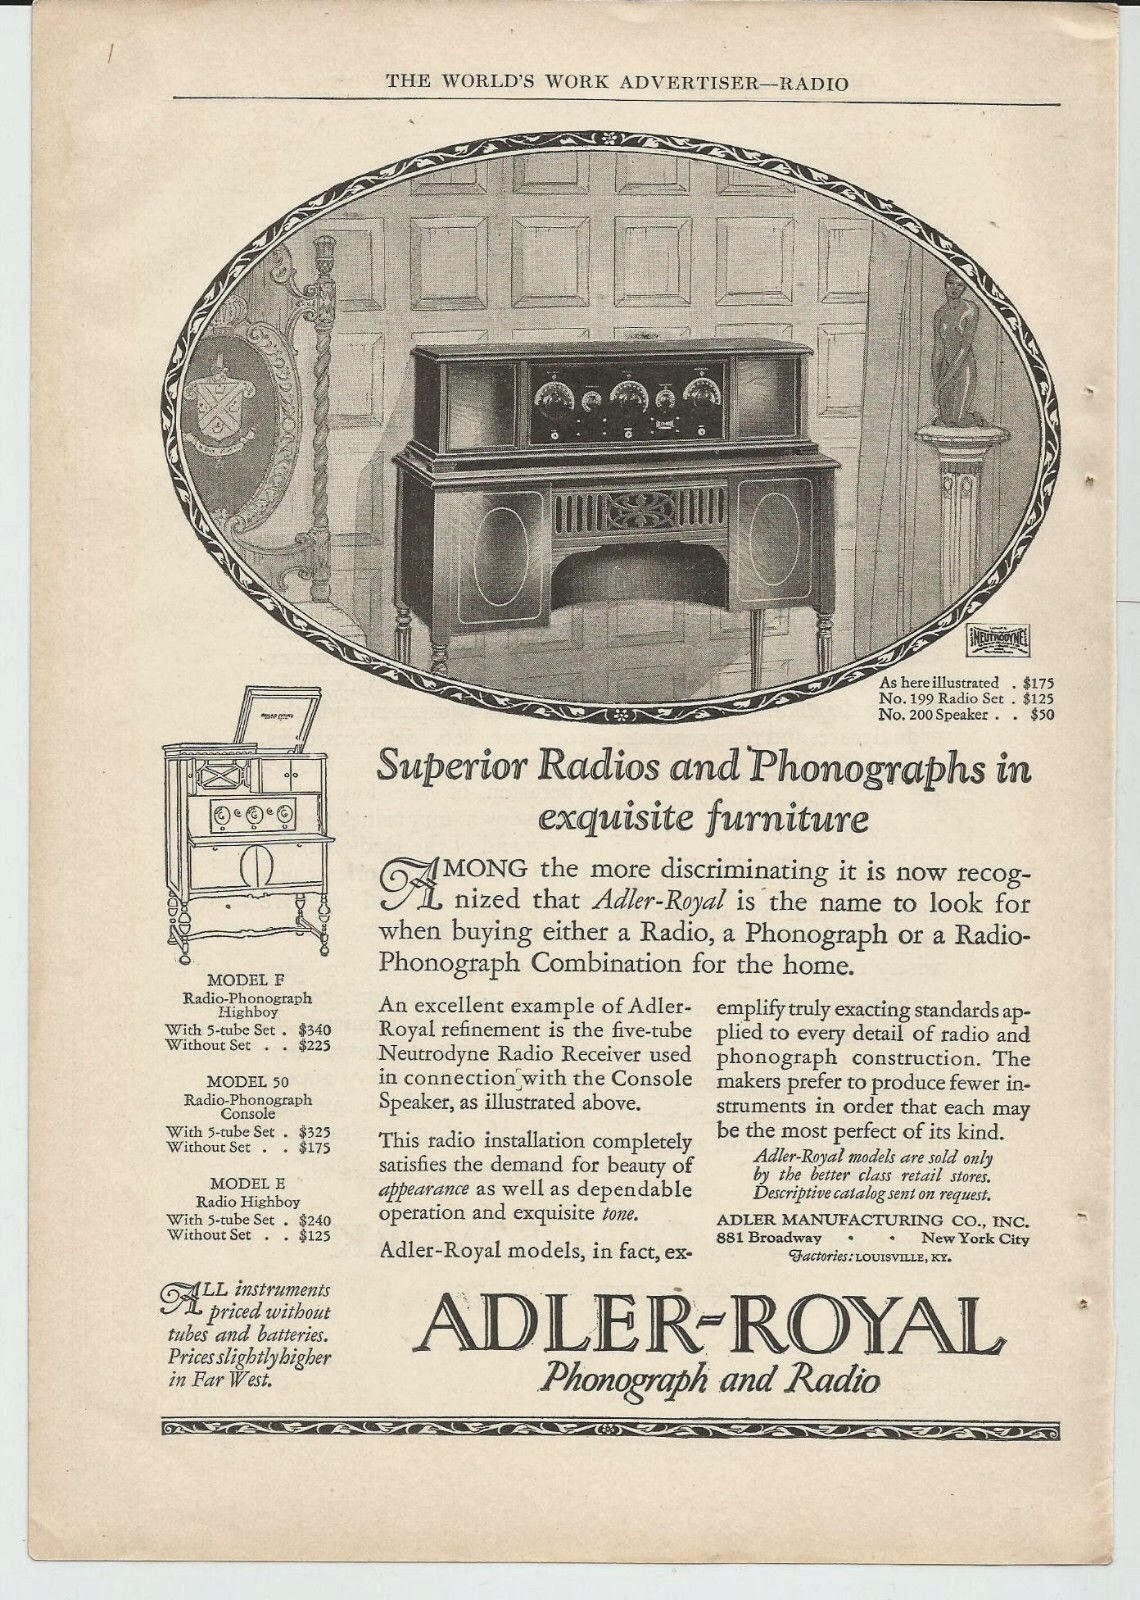 THE WORLD'S WORK ADVERTISER—RADIO
NEUTRODYNE
As here illustrated . $175
No. 199 Radio Set . $125
No. 200 Speaker . . $50
Superior Radios and Phonographs in
exquisite furniture
AMONG the more discriminating it is now recog-
nized that Adler-Royal is the name to look for
when buying either a Radio, a Phonograph or a Radio-
Phonograph Combination for the home.
An excellent example of Adler-
Royal refinement is the five-tube
Neutrodyne Radio Receiver used
in connection with the Console
Speaker, as illustrated above.
This radio installation completely
satisfies the demand for beauty of
appearance as well as dependable
operation and exquisite tone.
Adler-Royal models, in fact, ex-
emplify truly exacting standards ap-
plied to every detail of radio and
phonograph construction. The
makers prefer to produce fewer in-
struments in order that each may
be the most perfect of its kind.
Adler-Royal models are sold only
by the better class retail stores.
Descriptive catalog sent on request.
ADLER MANUFACTURING CO., INC.
881 Broadway · · New York City
Factories: LOUISVILLE, KY.
MODEL F
Radio-Phonograph
Highboy
With 5-tube Set . $340
Without Set . . $225
MODEL 50
Radio-Phonograph
Console
With 5-tube Set . $325
Without Set . . $175
MODEL E
Radio Highboy
With 5-tube Set . $240
Without Set . . $125
ALL instruments
priced without
tubes and batteries.
Prices slightly higher
in Far West.
ADLER-ROYAL
Phonograph and Radio